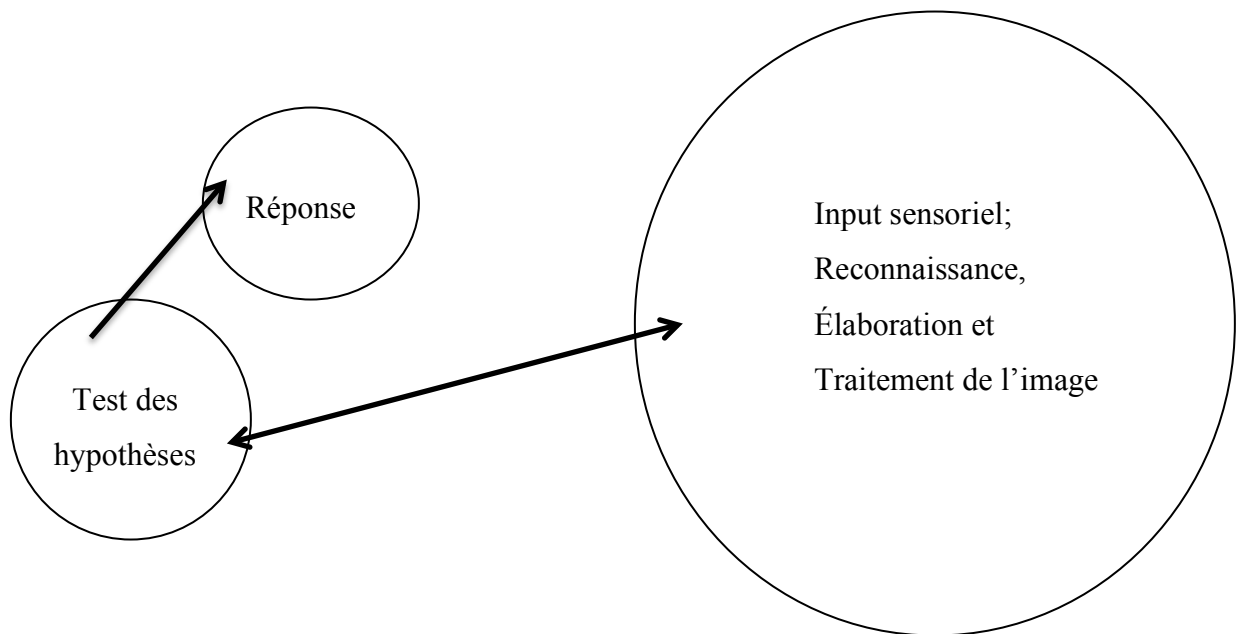 Réponse
Test des
hypothèses
Input sensoriel;
Reconnaissance,
Élaboration et
Traitement de l’image